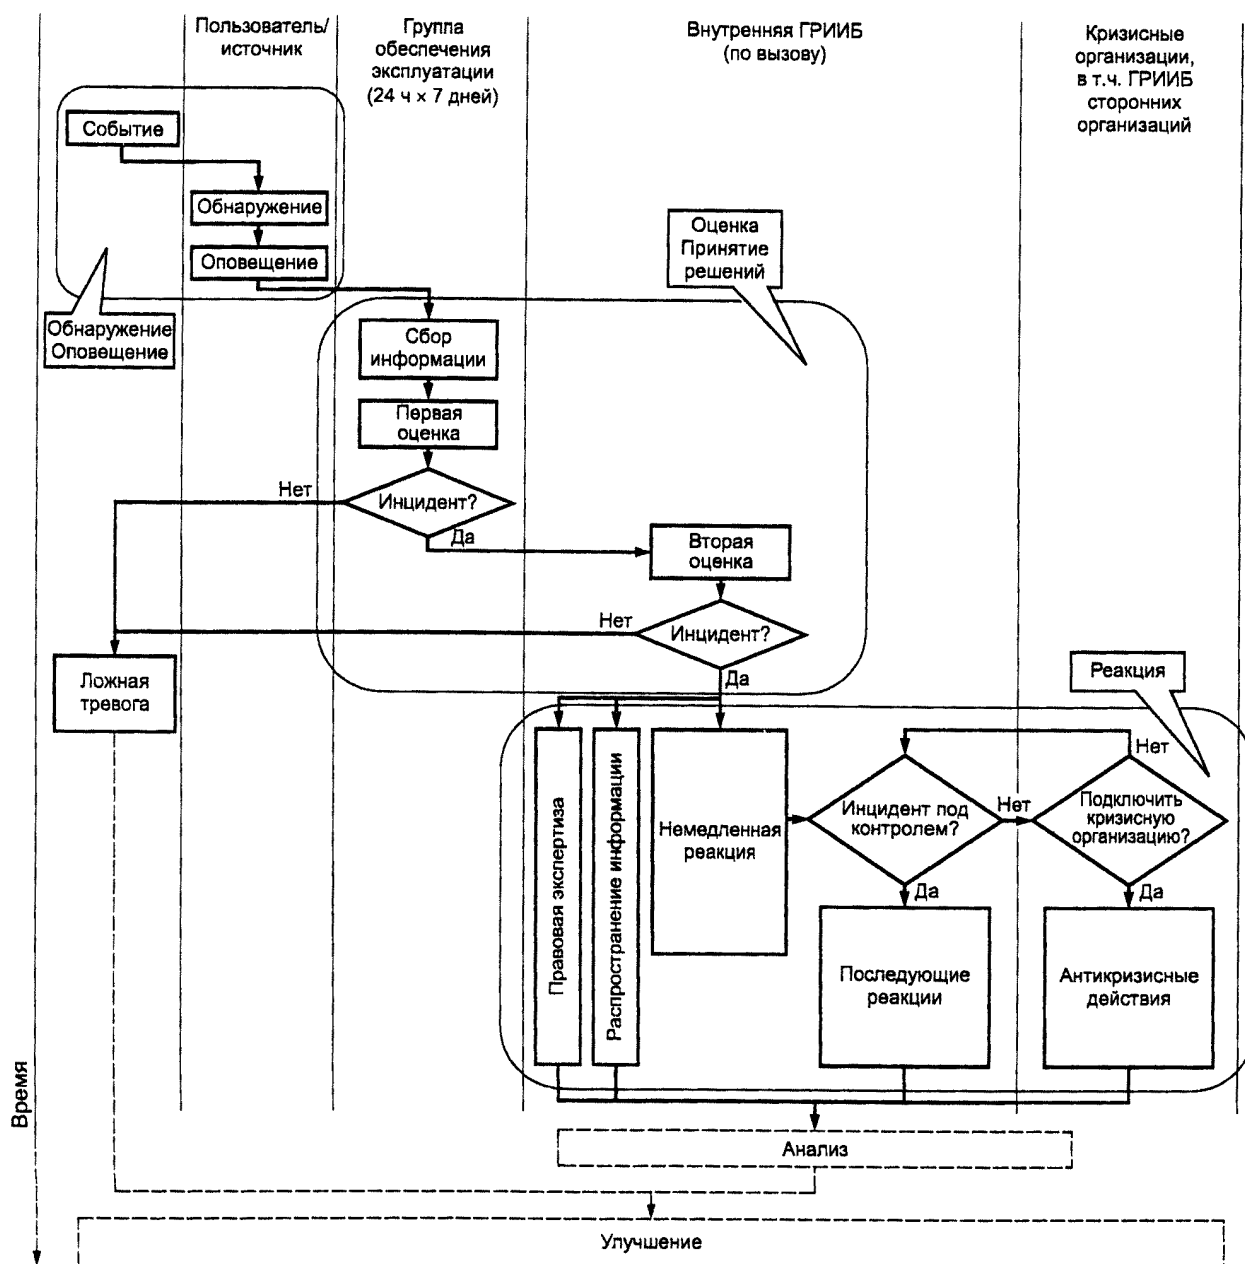 Пользователь/
источник
Группа
обеспечения
эксплуатации
(24 ч × 7 дней)
Внутренняя ГРИИБ
(по вызову)
Кризисные
организации,
в т.ч. ГРИИБ
сторонних
организаций
Событие
Обнаружение
Оповещение
Обнаружение
Оповещение
Оценка
Принятие
решений
Сбор
информации
Первая
оценка
Нет
Инцидент?
Да
Вторая
оценка
Нет
Инцидент?
Да
Ложная
тревога
Реакция
Правовая экспертиза
Распространение информации
Немедленная
реакция
Инцидент под
контролем?
Нет
Нет
Подключить
кризисную
организацию?
Да
Да
Последующие
реакции
Антикризисные
действия
Время
Анализ
Улучшение